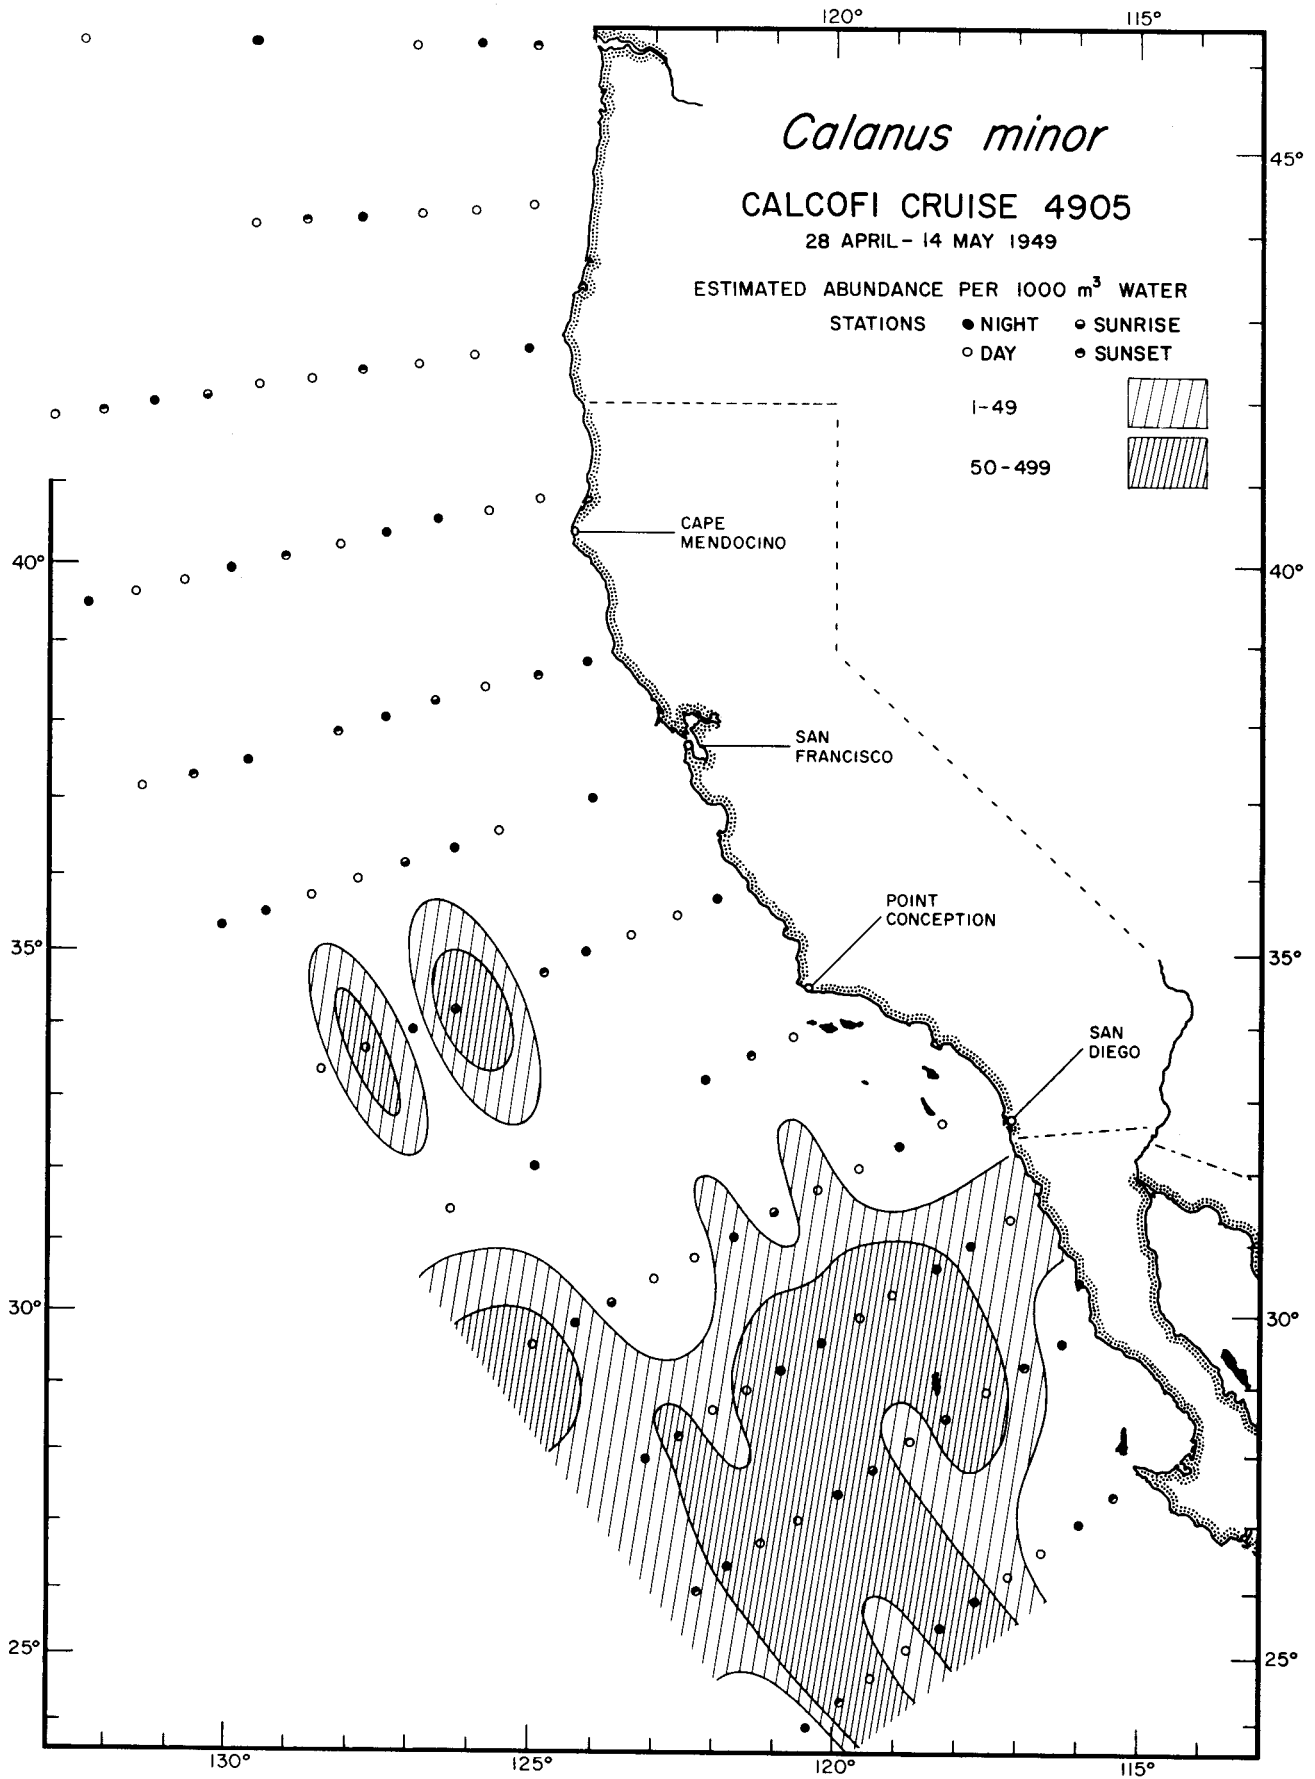 120°
115°
Calanus minor
45°
CALCOFI CRUISE 4905
28 APRIL - 14 MAY 1949
ESTIMATED ABUNDANCE PER 1000 m³ WATER
STATIONS ● NIGHT ◒ SUNRISE
○ DAY ◓ SUNSET
1-49
50-499
CAPE
MENDOCINO
40°
40°
SAN
FRANCISCO
POINT
CONCEPTION
35°
35°
SAN
DIEGO
30°
30°
25°
25°
130°
125°
120°
115°